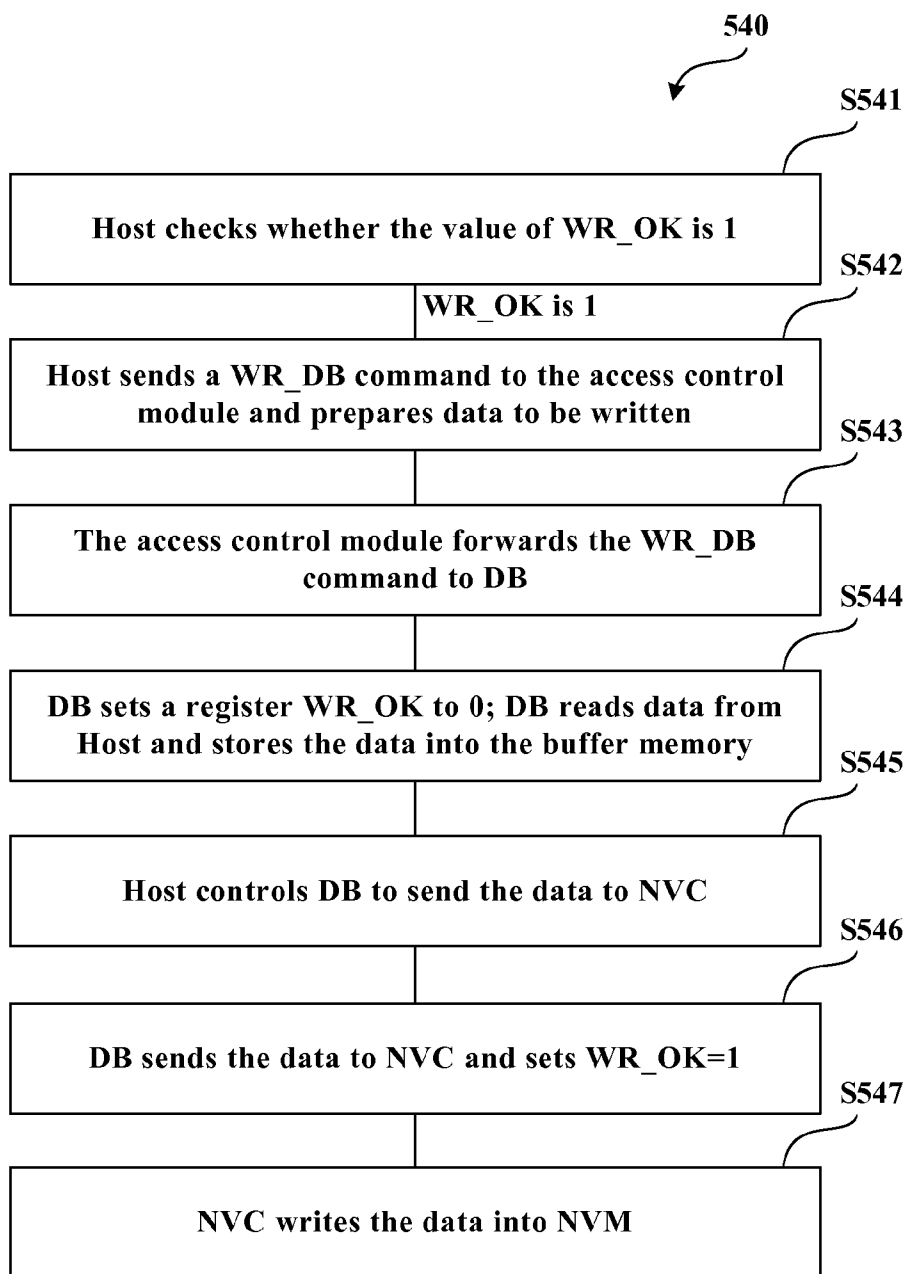 540
S541
Host checks whether the value of WR_OK is 1
S542
WR_OK is 1
Host sends a WR_DB command to the access control
module and prepares data to be written
S543
The access control module forwards the WR_DB
command to DB
S544
DB sets a register WR_OK to 0; DB reads data from
Host and stores the data into the buffer memory
S545
Host controls DB to send the data to NVC
S546
DB sends the data to NVC and sets WR_OK=1
S547
NVC writes the data into NVM